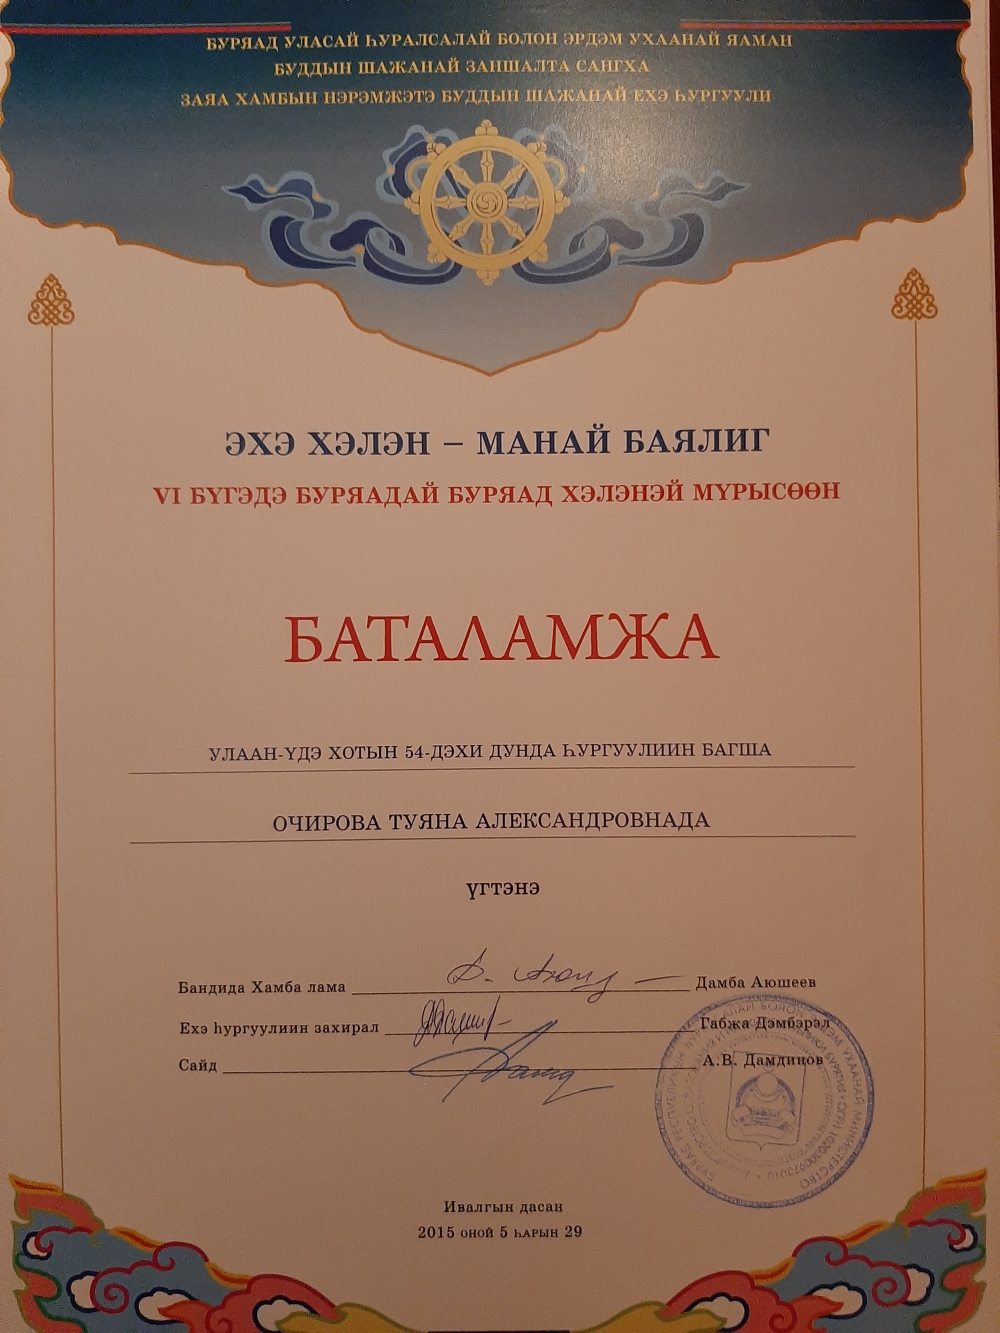 БУРЯАД УЛАСАЙ ҺУРАЛСАЛАЙ БОЛОН ЭРДЭМ УХААНАЙ ЯАМАН
БУДДЫН ШАЖАНАЙ ЗАНШАЛТА САНГХА
ЗАЯА ХАМБЫН НЭРЭМЖЭТЭ БУДДЫН ШАЖАНАЙ ЕХЭ ҺУРГУУЛИ
ЭХЭ ХЭЛЭН – МАНАЙ БАЯЛИГ
VI БҮГЭДЭ БУРЯАДАЙ БУРЯАД ХЭЛЭНЭЙ МҮРЫСӨӨН
БАТАЛАМЖА
УЛААН-ҮДЭ ХОТЫН 54-ДЭХИ ДУНДА ҺУРГУУЛИИН БАГША
ОЧИРОВА ТУЯНА АЛЕКСАНДРОВНАДА
үгтэнэ
Бандида Хамба лама Дамба Аюшеев
Ехэ һургуулиин захирал Габжа Дэмбэрэл
Сайд А.В. Дамдинов
Ивалгын дасан
2015 оной 5 һарын 29